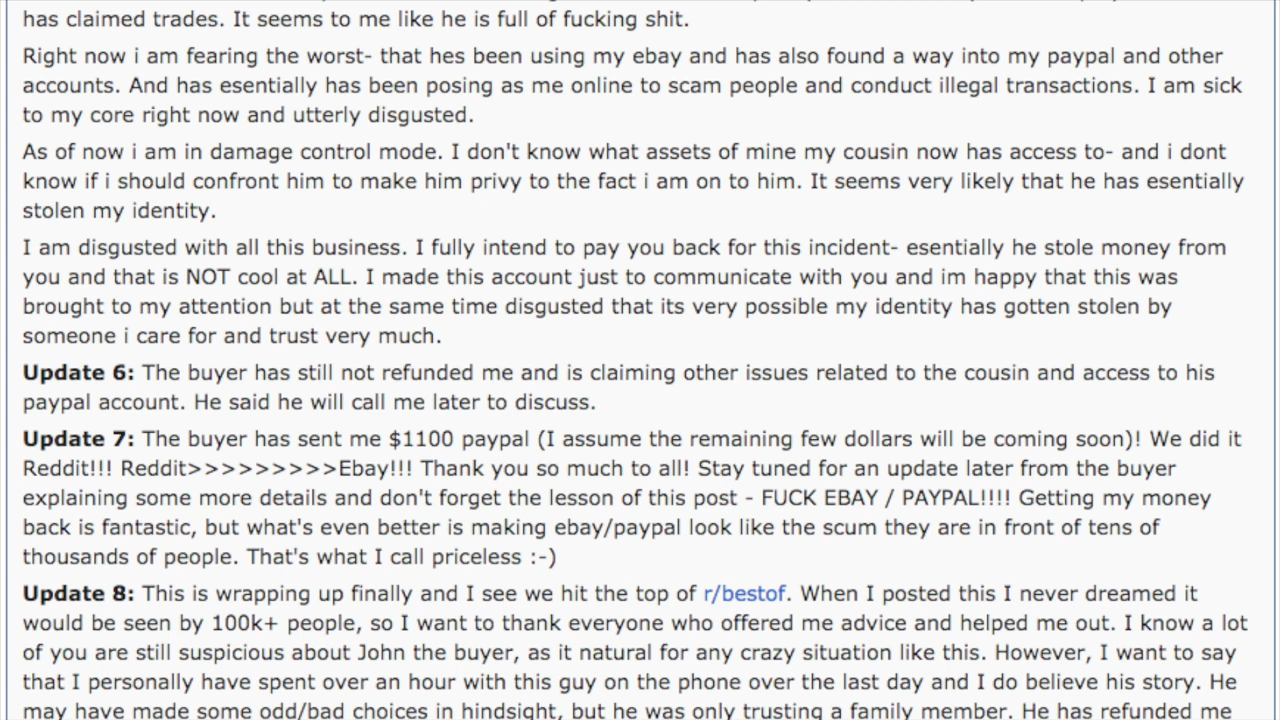 has claimed trades. It seems to me like he is full of fucking shit.
Right now i am fearing the worst- that hes been using my ebay and has also found a way into my paypal and other
accounts. And has esentially has been posing as me online to scam people and conduct illegal transactions. I am sick
to my core right now and utterly disgusted.
As of now i am in damage control mode. I don't know what assets of mine my cousin now has access to- and i dont
know if i should confront him to make him privy to the fact i am on to him. It seems very likely that he has esentially
stolen my identity.
I am disgusted with all this business. I fully intend to pay you back for this incident- esentially he stole money from
you and that is NOT cool at ALL. I made this account just to communicate with you and im happy that this was
brought to my attention but at the same time disgusted that its very possible my identity has gotten stolen by
someone i care for and trust very much.
Update 6: The buyer has still not refunded me and is claiming other issues related to the cousin and access to his
paypal account. He said he will call me later to discuss.
Update 7: The buyer has sent me $1100 paypal (I assume the remaining few dollars will be coming soon)! We did it
Reddit!!! Reddit>>>>>>>>>Ebay!!! Thank you so much to all! Stay tuned for an update later from the buyer
explaining some more details and don't forget the lesson of this post - FUCK EBAY / PAYPAL!!!! Getting my money
back is fantastic, but what's even better is making ebay/paypal look like the scum they are in front of tens of
thousands of people. That's what I call priceless :-)
Update 8: This is wrapping up finally and I see we hit the top of r/bestof. When I posted this I never dreamed it
would be seen by 100k+ people, so I want to thank everyone who offered me advice and helped me out. I know a lot
of you are still suspicious about John the buyer, as it natural for any crazy situation like this. However, I want to say
that I personally have spent over an hour with this guy on the phone over the last day and I do believe his story. He
may have made some odd/bad choices in hindsight, but he was only trusting a family member. He has refunded me